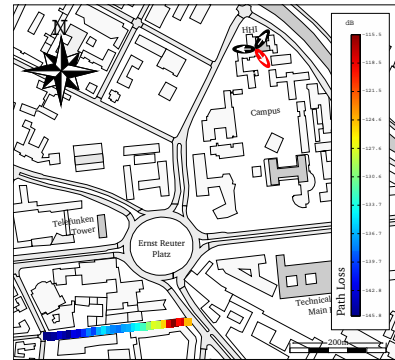 N
HHI
dB
-115.5
-118.5
-121.5
-124.6
-127.6
-130.6
-133.7
-136.7
-139.7
-142.8
-145.8
Path Loss
Campus
Telefunken
Tower
Ernst Reuter
Platz
Technical
Main
200m